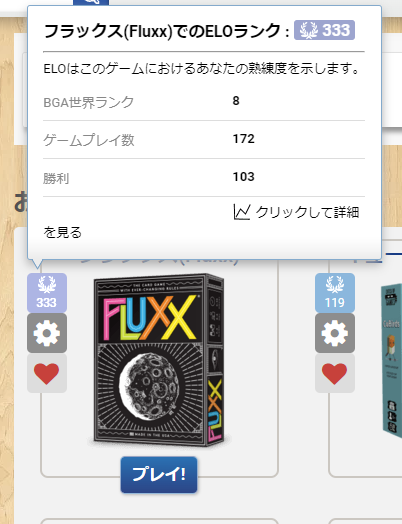 フラックス(Fluxx)でのELOランク : 333
ELOはこのゲームにおけるあなたの熟練度を示します。
BGA世界ランク 8
ゲームプレイ数 172
勝利 103
クリックして詳細
を見る
333
119
THE CARD GAME
WITH EVER-CHANGING RULES!
FLUXX
FLUXX
MADE IN THE USA
プレイ!